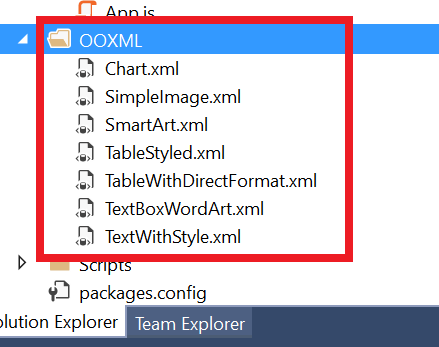 App.js
OOXML
Chart.xml
SimpleImage.xml
SmartArt.xml
TableStyled.xml
TableWithDirectFormat.xml
TextBoxWordArt.xml
TextWithStyle.xml
Scripts
packages.config
olution Explorer Team Explorer